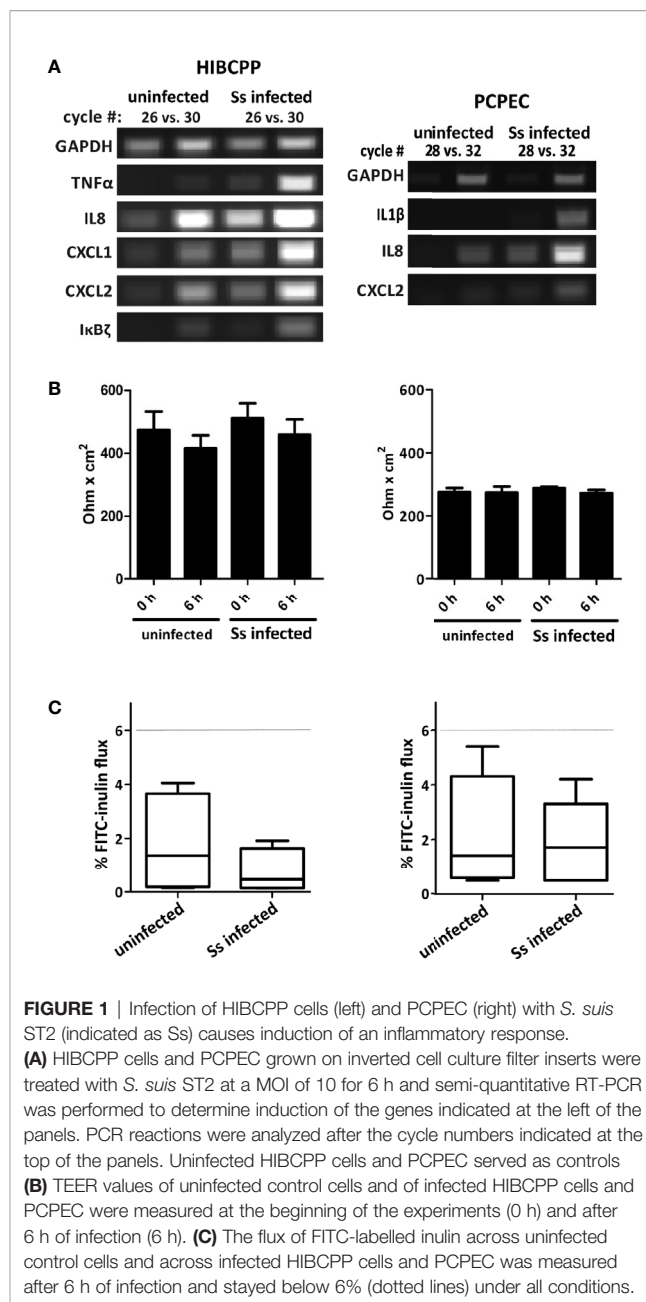 A
HIBCPP
uninfected Ss infected
cycle #: 26 vs. 30 26 vs. 30
GAPDH
TNFα
IL8
CXCL1
CXCL2
IκBζ
PCPEC
uninfected Ss infected
cycle # 28 vs. 32 28 vs. 32
GAPDH
IL1β
IL8
CXCL2
B
600
400
200
0
Ohm x cm²
0 h 6 h 0 h 6 h
uninfected Ss infected
600
400
200
0
Ohm x cm²
0 h 6 h 0 h 6 h
uninfected Ss infected
C
6
4
2
0
% FITC-inulin flux
uninfected Ss infected
6
4
2
0
% FITC-inulin flux
uninfected Ss infected
FIGURE 1 | Infection of HIBCPP cells (left) and PCPEC (right) with S. suis
ST2 (indicated as Ss) causes induction of an inflammatory response.
(A) HIBCPP cells and PCPEC grown on inverted cell culture filter inserts were
treated with S. suis ST2 at a MOI of 10 for 6 h and semi-quantitative RT-PCR
was performed to determine induction of the genes indicated at the left of the
panels. PCR reactions were analyzed after the cycle numbers indicated at the
top of the panels. Uninfected HIBCPP cells and PCPEC served as controls
(B) TEER values of uninfected control cells and of infected HIBCPP cells and
PCPEC were measured at the beginning of the experiments (0 h) and after
6 h of infection (6 h). (C) The flux of FITC-labelled inulin across uninfected
control cells and across infected HIBCPP cells and PCPEC was measured
after 6 h of infection and stayed below 6% (dotted lines) under all conditions.